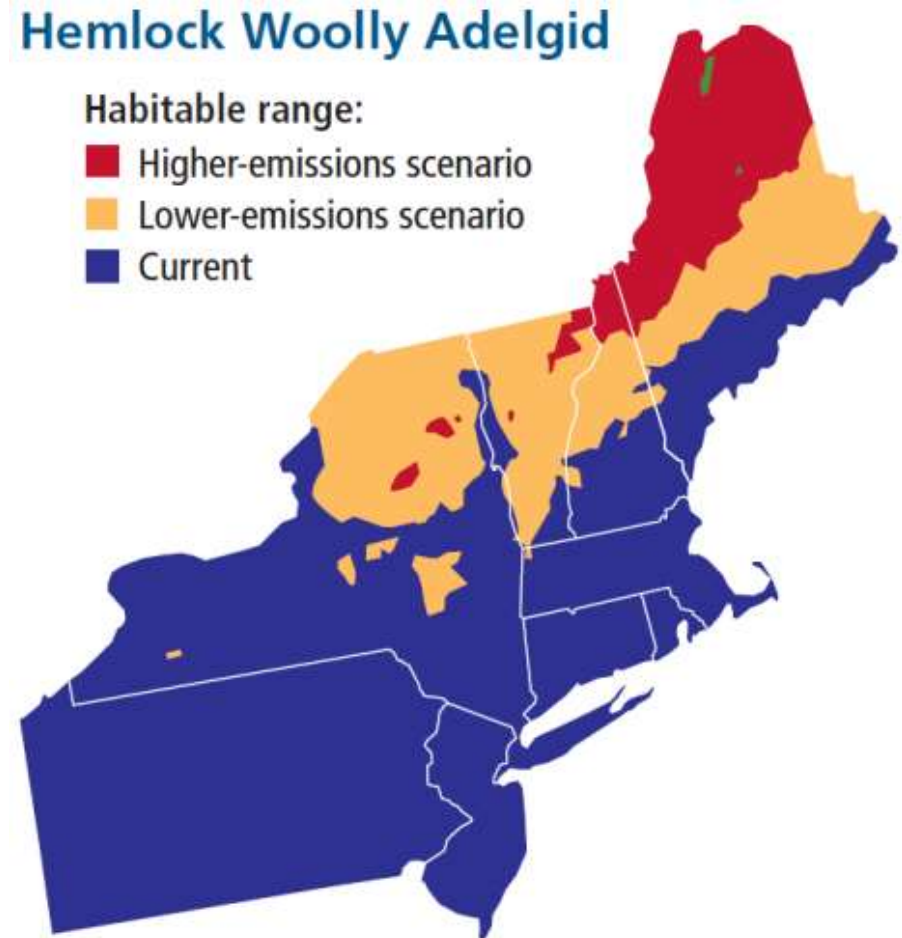 Hemlock Woolly Adelgid
Habitable range:
Higher-emissions scenario
Lower-emissions scenario
Current